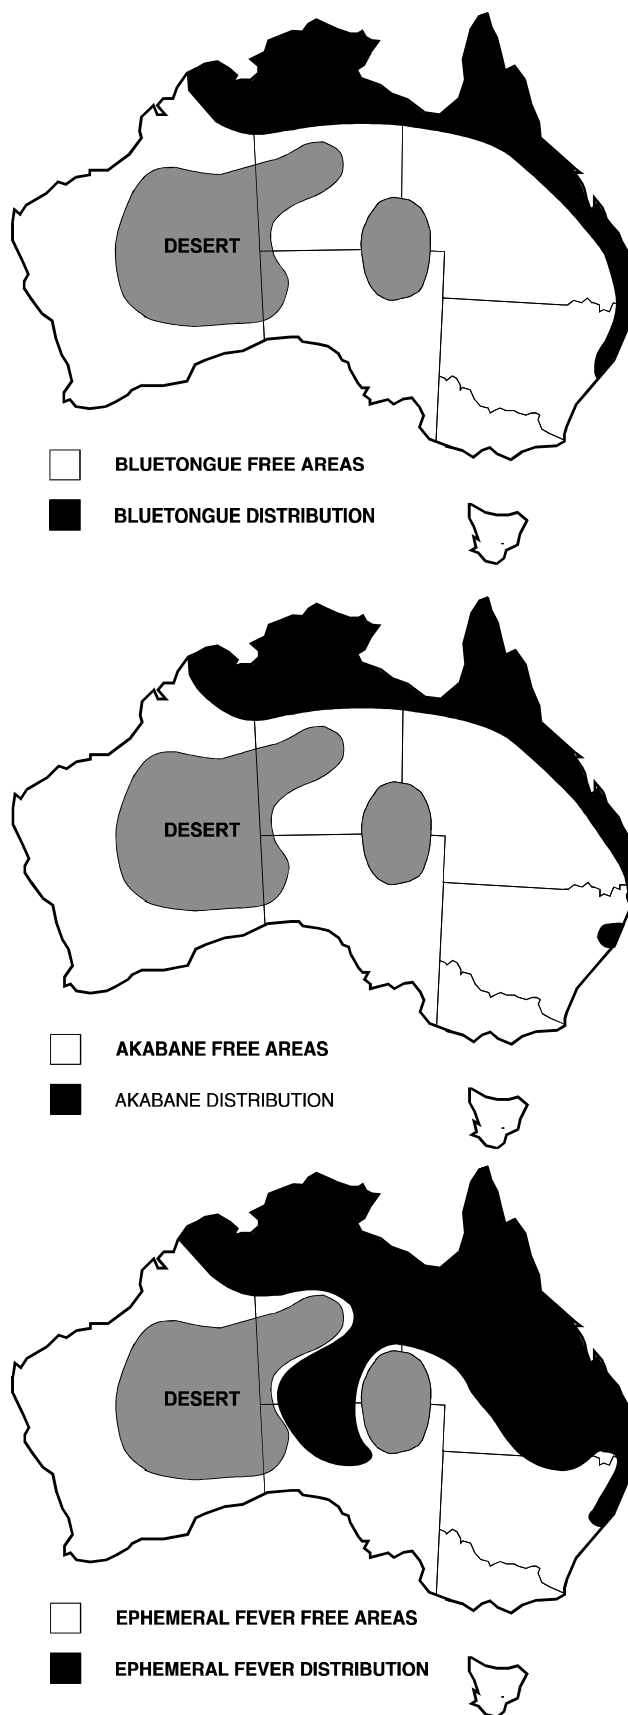 DESERT
BLUETONGUE FREE AREAS
BLUETONGUE DISTRIBUTION
DESERT
AKABANE FREE AREAS
AKABANE DISTRIBUTION
DESERT
EPHEMERAL FEVER FREE AREAS
EPHEMERAL FEVER DISTRIBUTION